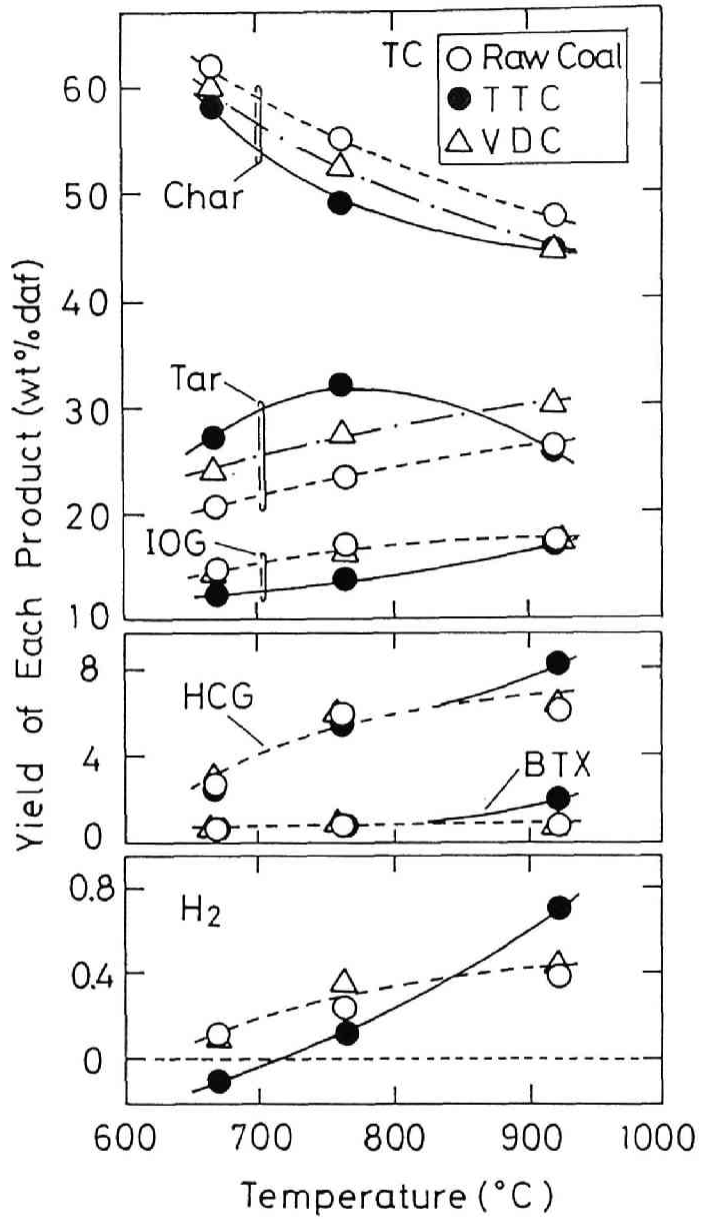 TC
Raw Coal
TTC
VDC
60
Char
50
40
Tar
30
20
IOG
10
8
HCG
4
BTX
0
0.8
H2
0.4
0
600 700 800 900 1000
Temperature (°C)
Yield of Each Product (wt%daf)